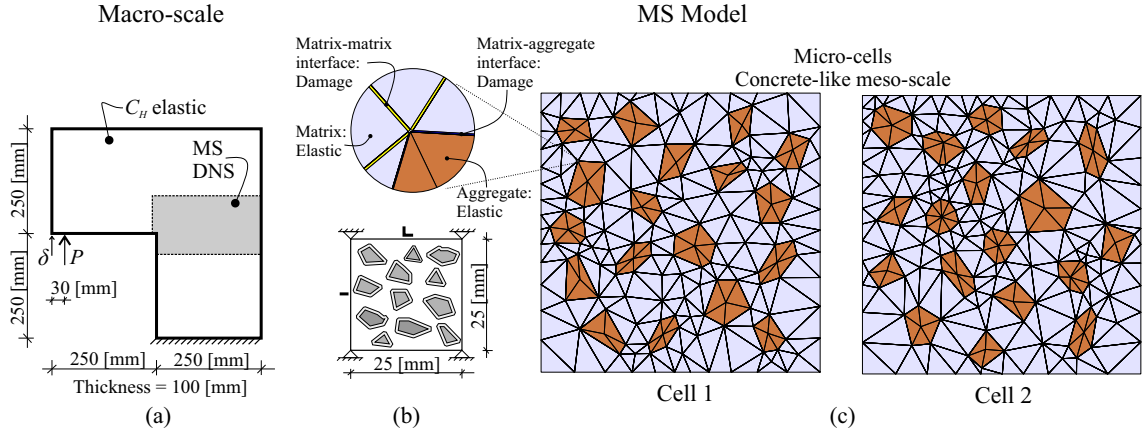 Macro-scale
MS Model
C_H elastic
MS
DNS
250 [mm]
250 [mm]
δ
P
30 [mm]
250 [mm]
250 [mm]
Thickness = 100 [mm]
(a)
Matrix-matrix
interface:
Damage
Matrix-aggregate
interface:
Damage
Matrix:
Elastic
Aggregate:
Elastic
25 [mm]
25 [mm]
(b)
Micro-cells
Concrete-like meso-scale
Cell 1
Cell 2
(c)